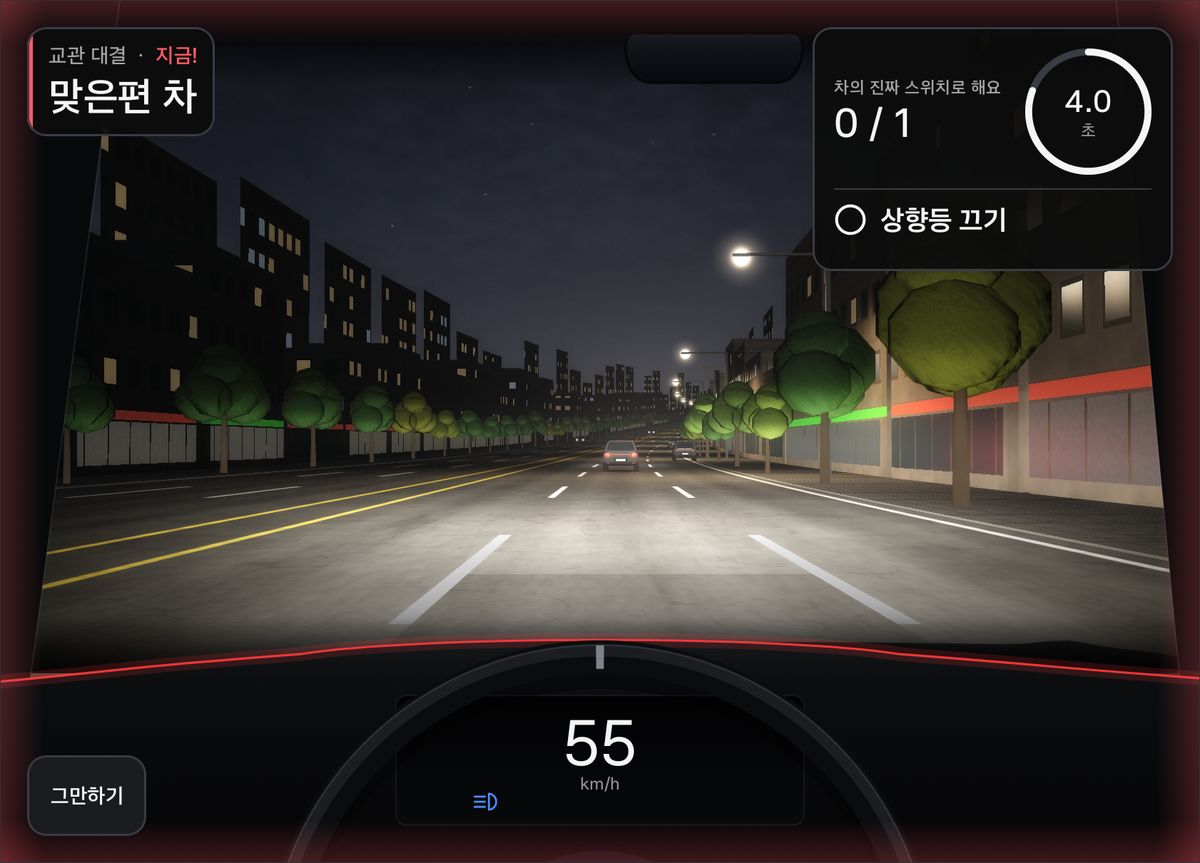 교관 대결 · 지금!
맞은편 차
차의 진짜 스위치로 해요
0 / 1
4.0
초
상향등 끄기
55
km/h
그만하기